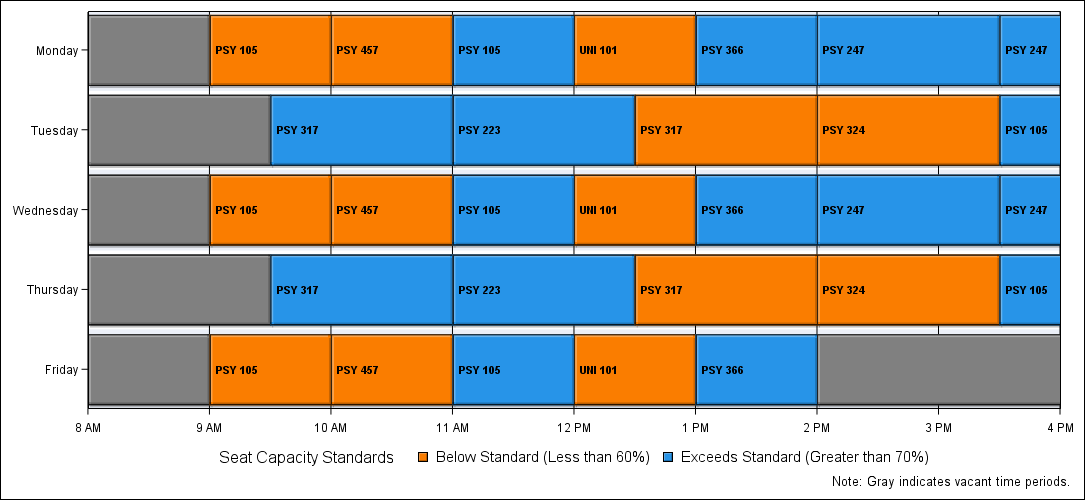 Monday PSY 105 PSY 457 PSY 105 UNI 101 PSY 366 PSY 247 PSY 247
Tuesday PSY 317 PSY 223 PSY 317 PSY 324 PSY 105
Wednesday PSY 105 PSY 457 PSY 105 UNI 101 PSY 366 PSY 247 PSY 247
Thursday PSY 317 PSY 223 PSY 317 PSY 324 PSY 105
Friday PSY 105 PSY 457 PSY 105 UNI 101 PSY 366
8 AM 9 AM 10 AM 11 AM 12 PM 1 PM 2 PM 3 PM 4 PM
Seat Capacity Standards Below Standard (Less than 60%) Exceeds Standard (Greater than 70%)
Note: Gray indicates vacant time periods.